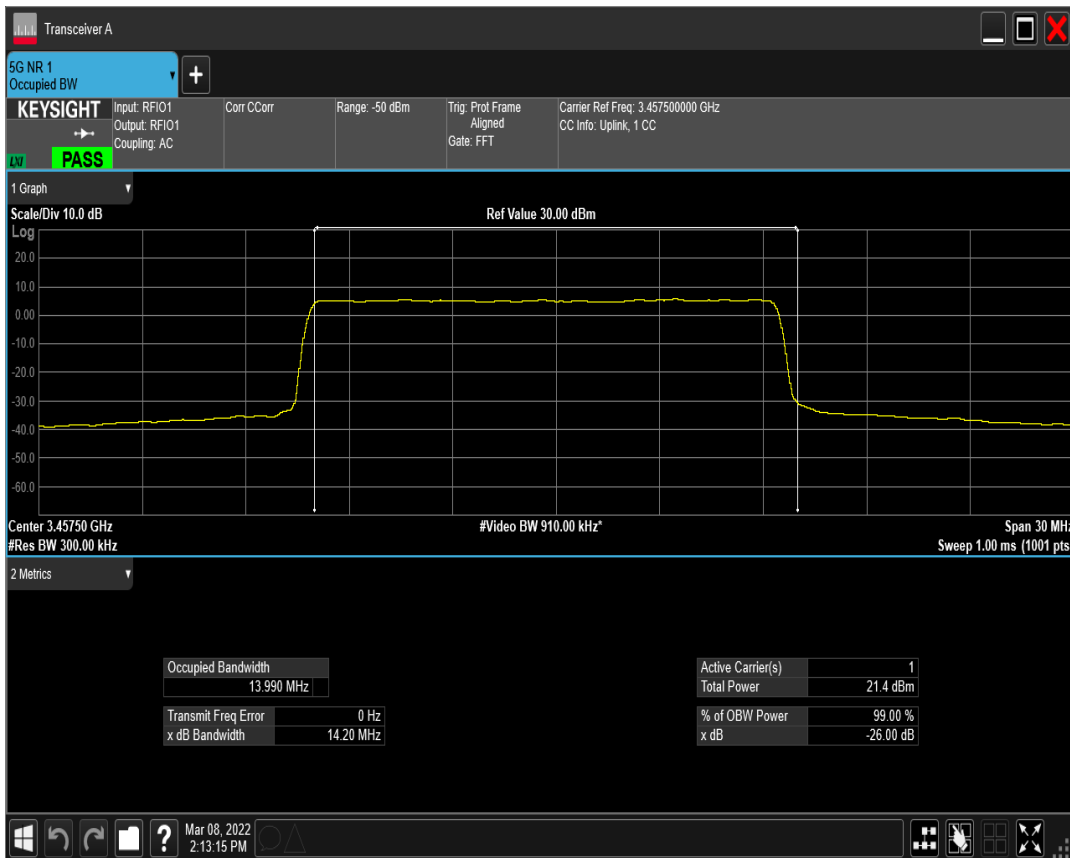 Transceiver A
5G NR 1
Occupied BW
+
KEYSIGHT
LXI
PASS
Input: RFIO1
Output: RFIO1
Coupling: AC
Corr CCorr
Range: -50 dBm
Trig: Prot Frame
Aligned
Gate: FFT
Carrier Ref Freq: 3.457500000 GHz
CC Info: Uplink, 1 CC
1 Graph
Scale/Div 10.0 dB
Ref Value 30.00 dBm
Log
20.0
10.0
0.00
-10.0
-20.0
-30.0
-40.0
-50.0
-60.0
Center 3.45750 GHz
#Video BW 910.00 kHz*
Span 30 MHz
#Res BW 300.00 kHz
Sweep 1.00 ms (1001 pts
2 Metrics
Occupied Bandwidth
13.990 MHz
Transmit Freq Error 0 Hz
x dB Bandwidth 14.20 MHz
Active Carrier(s) 1
Total Power 21.4 dBm
% of OBW Power 99.00 %
x dB -26.00 dB
?
Mar 08, 2022
2:13:15 PM